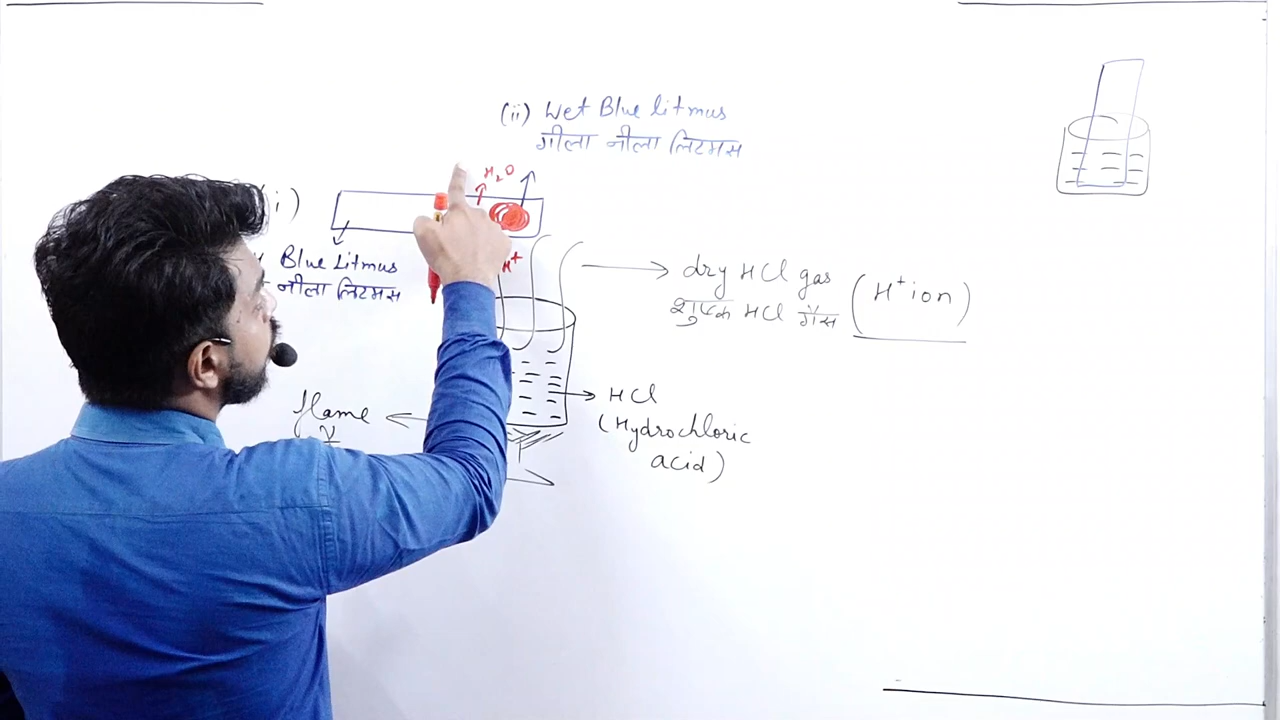 (ii) Wet Blue litmus
गीला नीला लिटमस
H₂O
i)
Blue Litmus
नीला लिटमस
H⁺
dry HCl gas
शुष्क HCl गैस
(H⁺ ion)
HCl
(Hydrochloric
acid)
flame